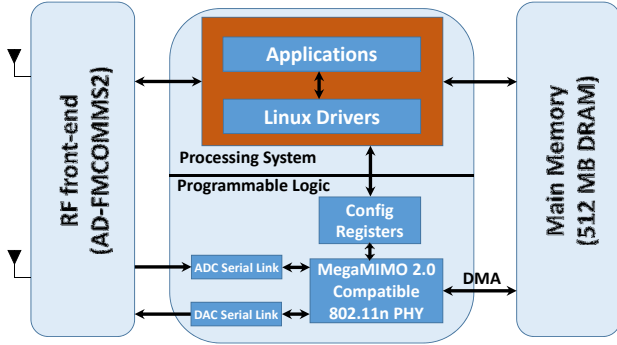 RF front-end
(AD-FMCOMMS2)
Applications
Linux Drivers
Processing System
Programmable Logic
Config
Registers
ADC Serial Link
DAC Serial Link
MegaMIMO 2.0
Compatible
802.11n PHY
DMA
Main Memory
(512 MB DRAM)